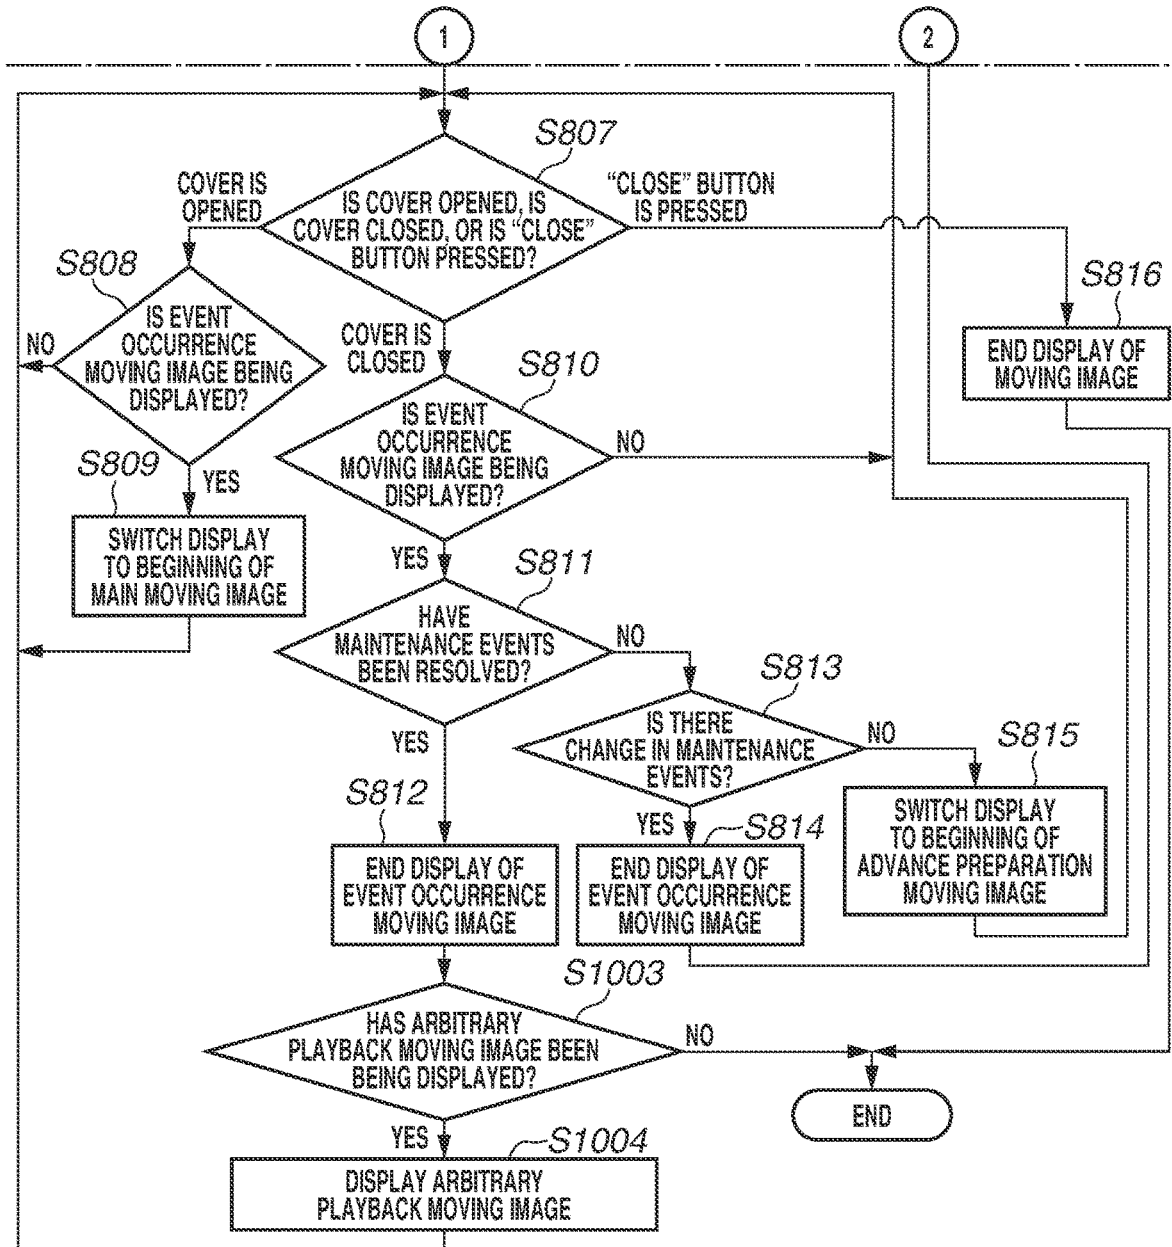 1
2
S807
COVER IS
OPENED
IS COVER OPENED, IS
COVER CLOSED, OR IS “CLOSE”
BUTTON PRESSED?
“CLOSE” BUTTON
IS PRESSED
S808
IS EVENT
OCCURRENCE
MOVING IMAGE BEING
DISPLAYED?
NO
COVER IS
CLOSED
S816
END DISPLAY OF
MOVING IMAGE
S810
IS EVENT
OCCURRENCE
MOVING IMAGE BEING
DISPLAYED?
NO
S809
YES
SWITCH DISPLAY
TO BEGINNING OF
MAIN MOVING IMAGE
YES
S811
HAVE
MAINTENANCE EVENTS
BEEN RESOLVED?
NO
S813
IS THERE
CHANGE IN MAINTENANCE
EVENTS?
NO
S815
SWITCH DISPLAY
TO BEGINNING OF
ADVANCE PREPARATION
MOVING IMAGE
YES
S812
END DISPLAY OF
EVENT OCCURRENCE
MOVING IMAGE
YES
S814
END DISPLAY OF
EVENT OCCURRENCE
MOVING IMAGE
S1003
HAS ARBITRARY
PLAYBACK MOVING IMAGE BEEN
BEING DISPLAYED?
NO
END
YES
S1004
DISPLAY ARBITRARY
PLAYBACK MOVING IMAGE